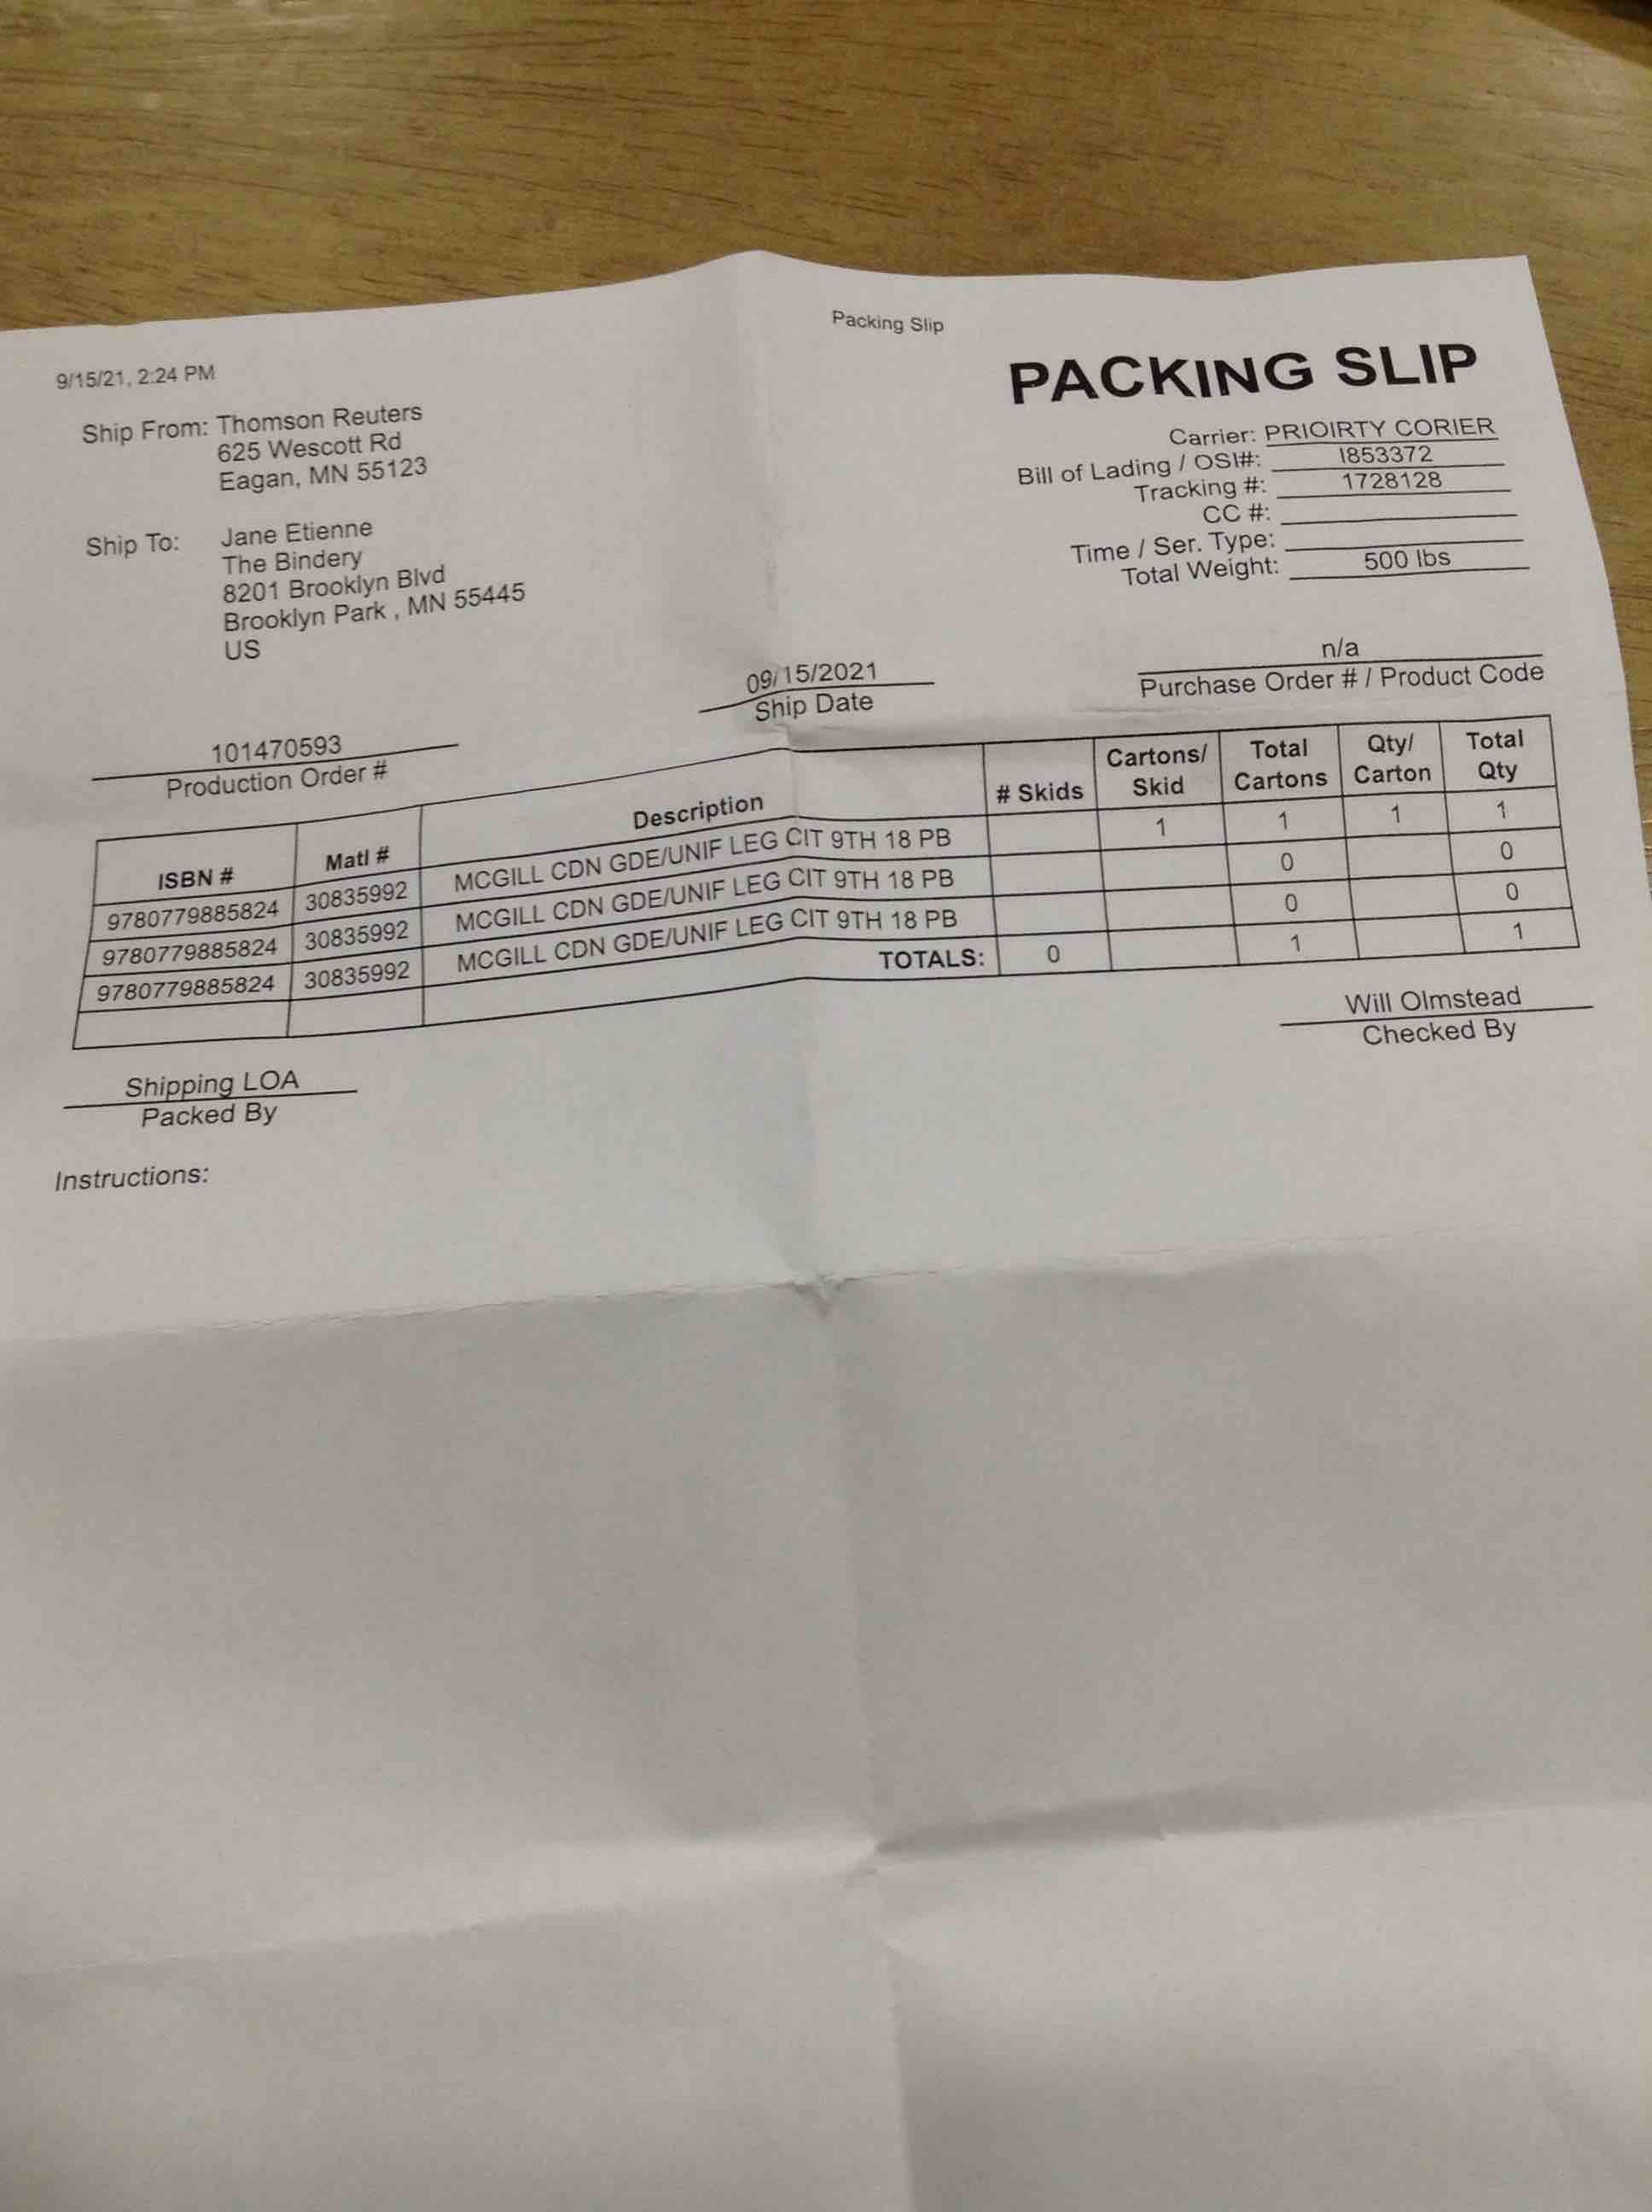 Packing Slip
9/15/21, 2:24 PM
PACKING SLIP
Ship From: Thomson Reuters
625 Wescott Rd
Eagan, MN 55123
Ship To: Jane Etienne
The Bindery
8201 Brooklyn Blvd
Brooklyn Park , MN 55445
US
Carrier: PRIOIRTY CORIER
Bill of Lading / OSI#: I853372
Tracking #: 1728128
CC #:
Time / Ser. Type:
Total Weight: 500 lbs
101470593
Production Order #
09/15/2021
Ship Date
n/a
Purchase Order # / Product Code
ISBN # Matl # Description # Skids Cartons/ Skid Total Cartons Qty/ Carton Total Qty
9780779885824 30835992 MCGILL CDN GDE/UNIF LEG CIT 9TH 18 PB 1 1 1 1
9780779885824 30835992 MCGILL CDN GDE/UNIF LEG CIT 9TH 18 PB 0 0
9780779885824 30835992 MCGILL CDN GDE/UNIF LEG CIT 9TH 18 PB 0 0
TOTALS: 0 1 1
Shipping LOA
Packed By
Will Olmstead
Checked By
Instructions: